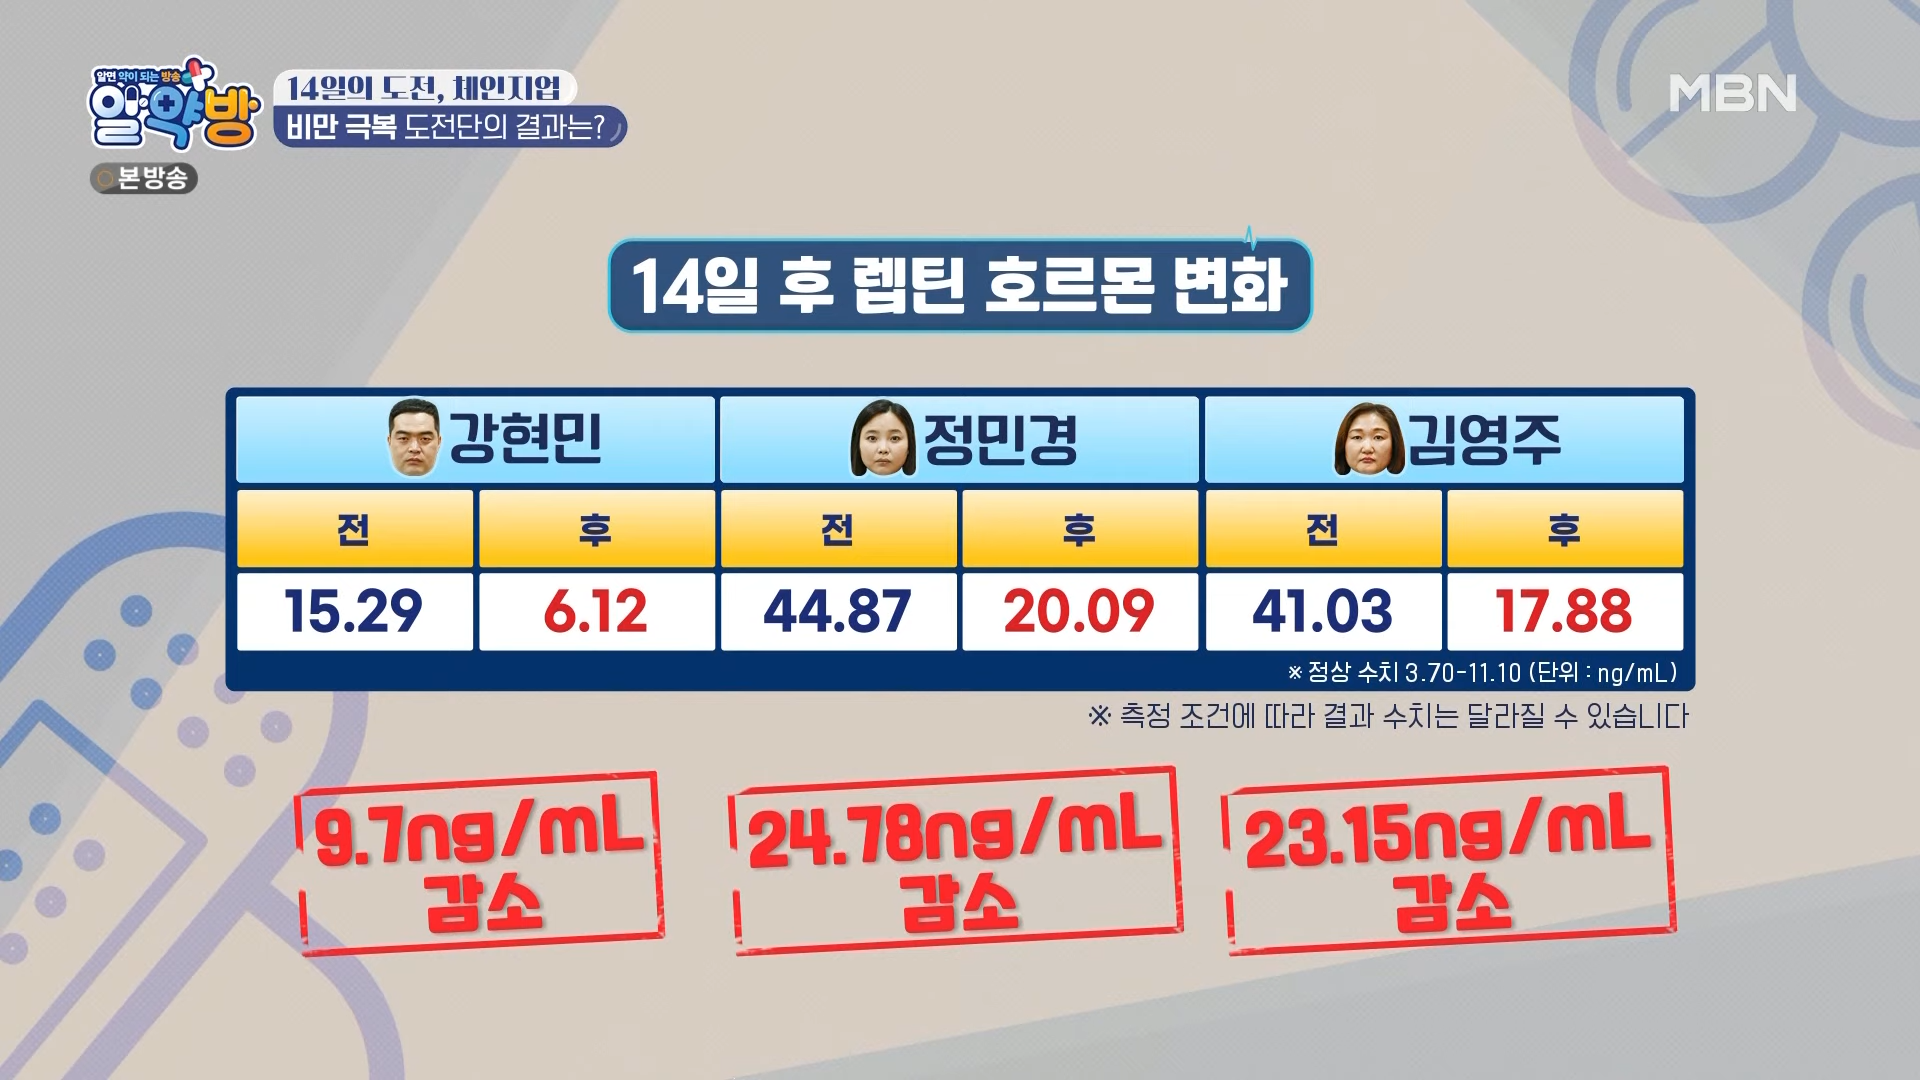 알면 약이 되는 방송
알약방
14일의 도전, 체인지업
비만 극복 도전단의 결과는?
본방송
MBN
14일 후 렙틴 호르몬 변화
강현민 정민경 김영주
전 후 전 후 전 후
15.29 6.12 44.87 20.09 41.03 17.88
※ 정상 수치 3.70-11.10 (단위 : ng/mL)
※ 측정 조건에 따라 결과 수치는 달라질 수 있습니다
9.7ng/mL 24.78ng/mL 23.15ng/mL
감소 감소 감소